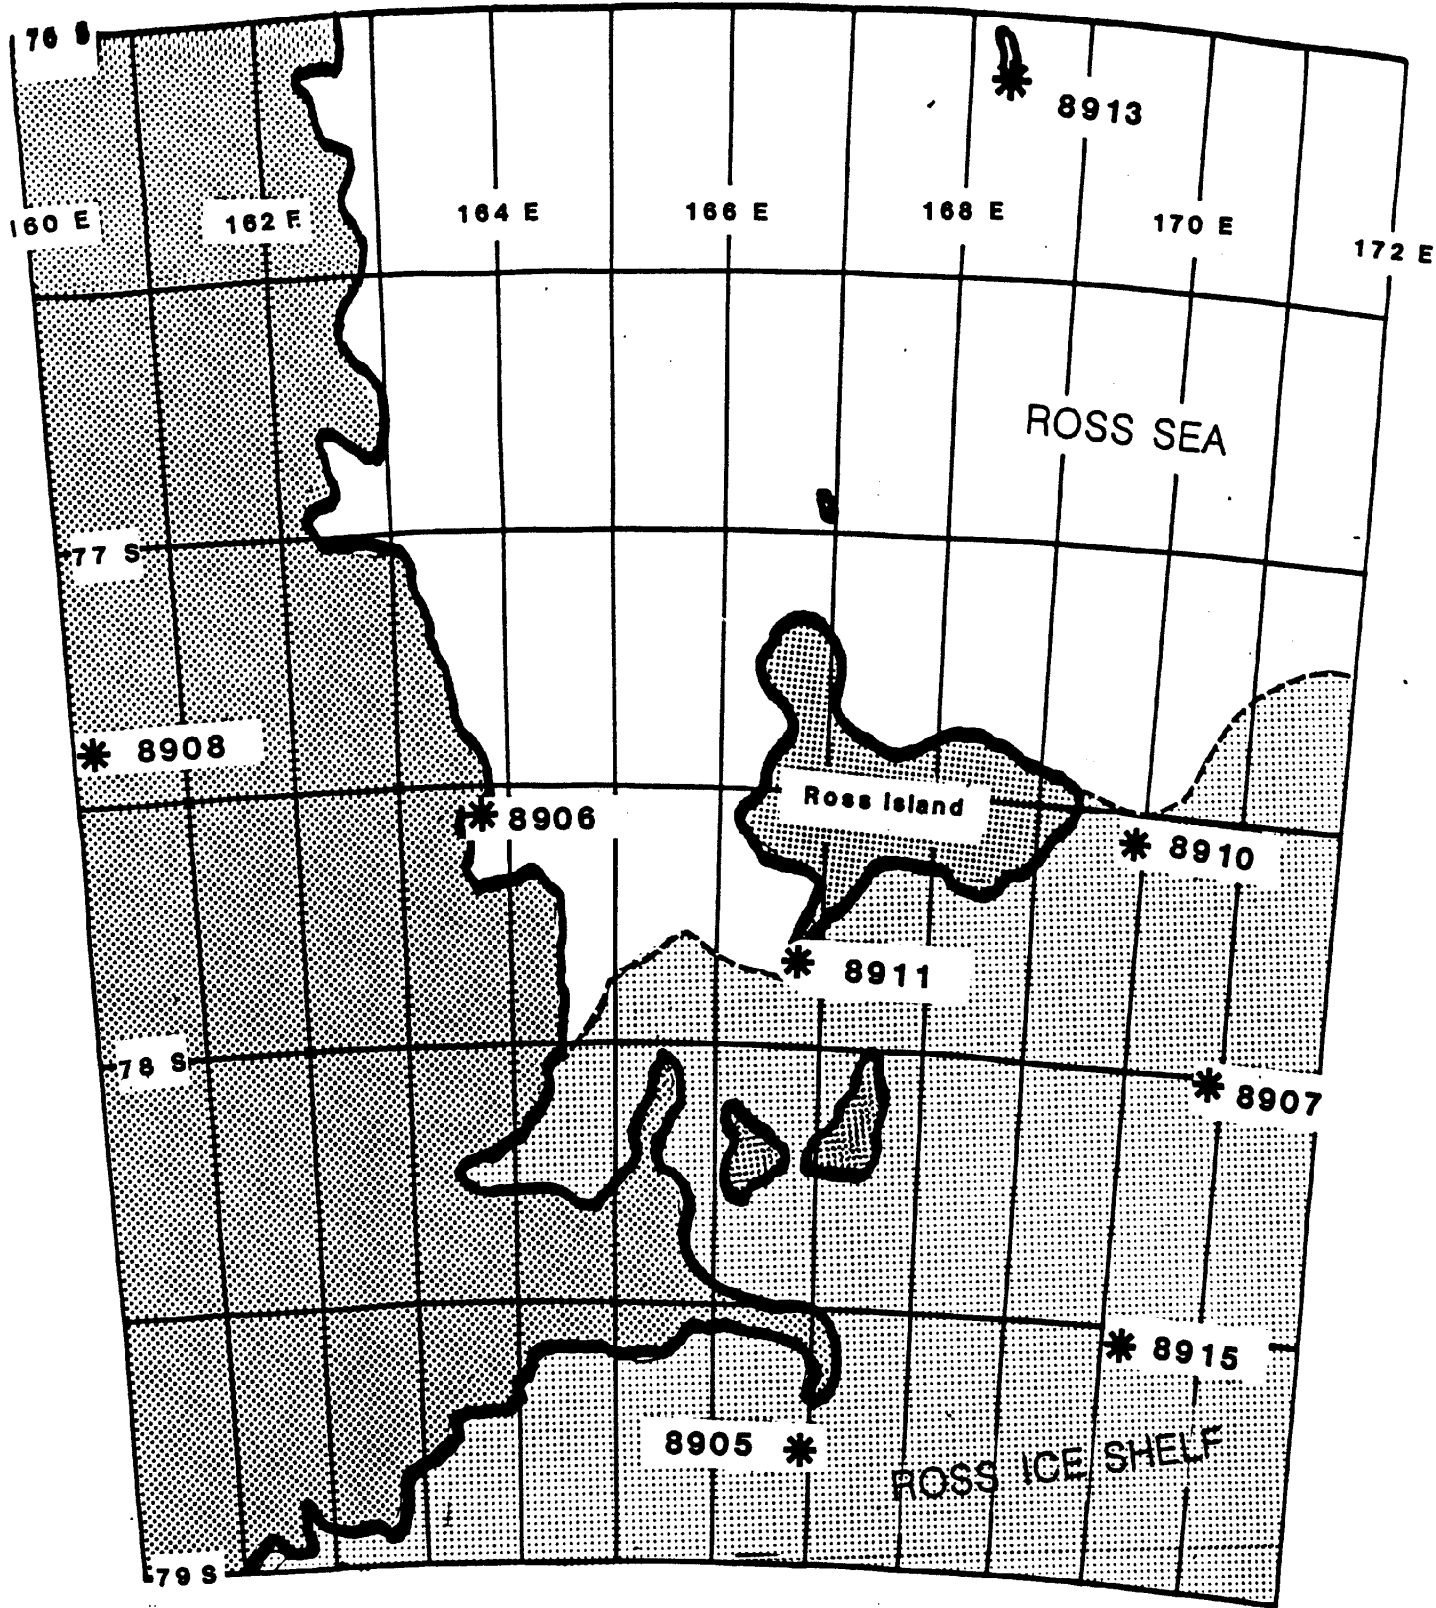 76 S
8913
160 E
162 E
164 E
166 E
168 E
170 E
172 E
ROSS SEA
77 S
8908
Ross Island
8906
8910
8911
78 S
8907
8915
8905
ROSS ICE SHELF
79 S